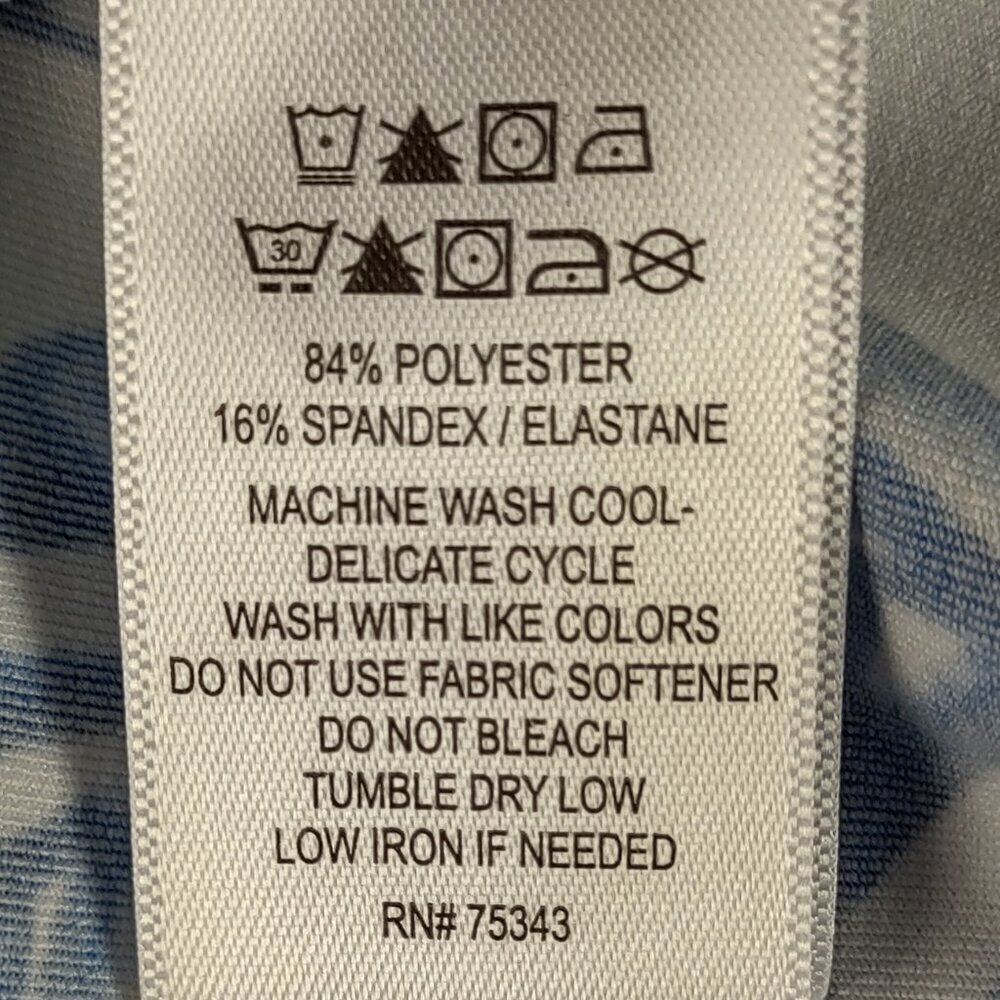 30
84% POLYESTER
16% SPANDEX / ELASTANE
MACHINE WASH COOL-
DELICATE CYCLE
WASH WITH LIKE COLORS
DO NOT USE FABRIC SOFTENER
DO NOT BLEACH
TUMBLE DRY LOW
LOW IRON IF NEEDED
RN# 75343